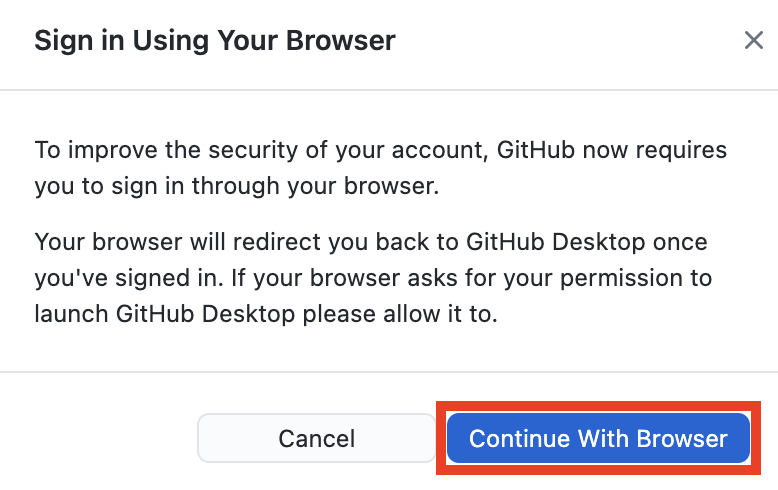 Sign in Using Your Browser
To improve the security of your account, GitHub now requires
you to sign in through your browser.
Your browser will redirect you back to GitHub Desktop once
you've signed in. If your browser asks for your permission to
launch GitHub Desktop please allow it to.
Cancel
Continue With Browser